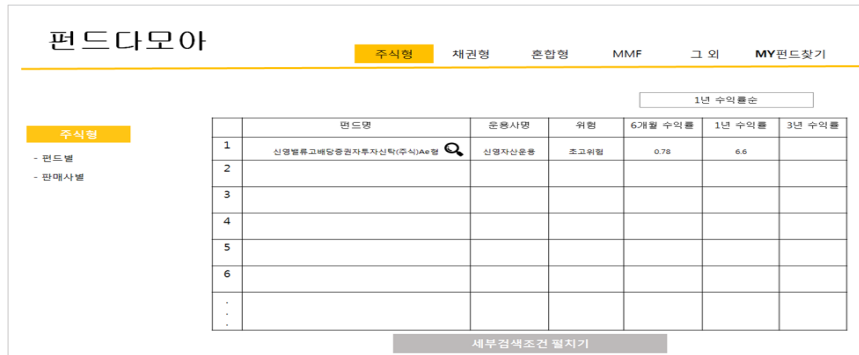 펀드다모아
주식형 채권형 혼합형 MMF 그 외 MY펀드찾기
1년 수익률순
주식형
- 펀드별
- 판매사별
펀드명 운용사명 위험 6개월 수익률 1년 수익률 3년 수익률
1 신영밸류고배당증권자투자신탁(주식)Ae형 신영자산운용 초고위험 0.78 6.6
2
3
4
5
6
.
.
.
세부검색조건 펼치기